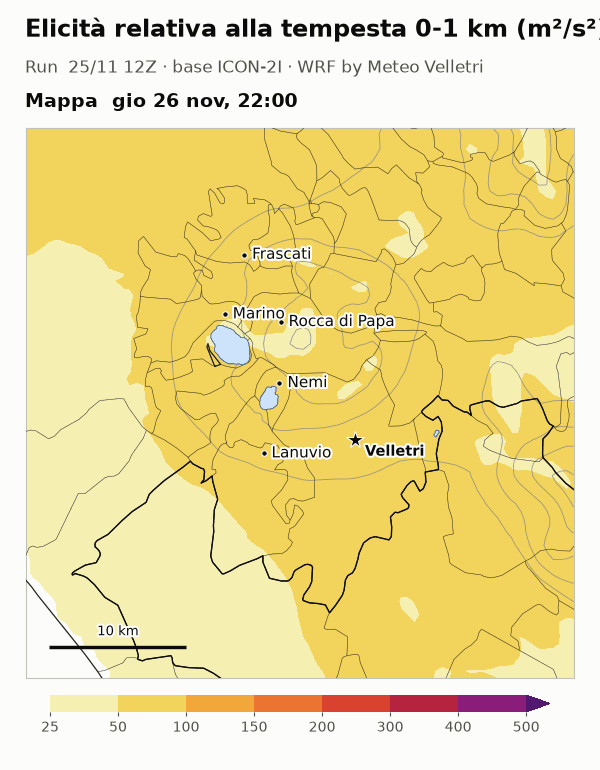 Elicità relativa alla tempesta 0-1 km (m²/s²)
Run  25/11 12Z · base ICON-2I · WRF by Meteo Velletri
Mappa  gio 26 nov, 22:00
Frascati
Marino
Rocca di Papa
Nemi
Velletri
Lanuvio
10 km
25 50 100 150 200 300 400 500